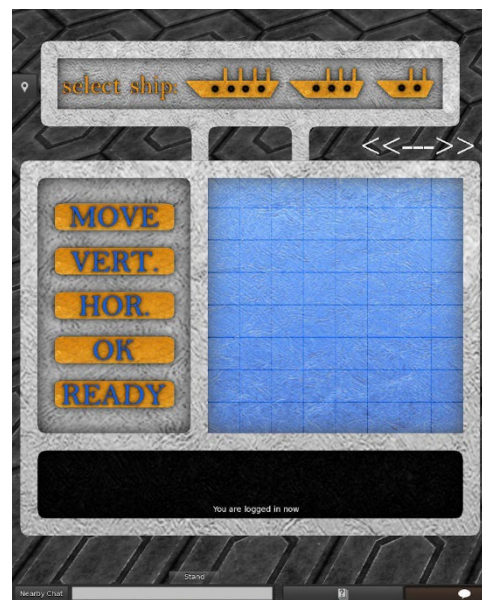 select ship:
<<--->>
MOVE
VERT.
HOR.
OK
READY
You are logged in now
Stand
Nearby Chat